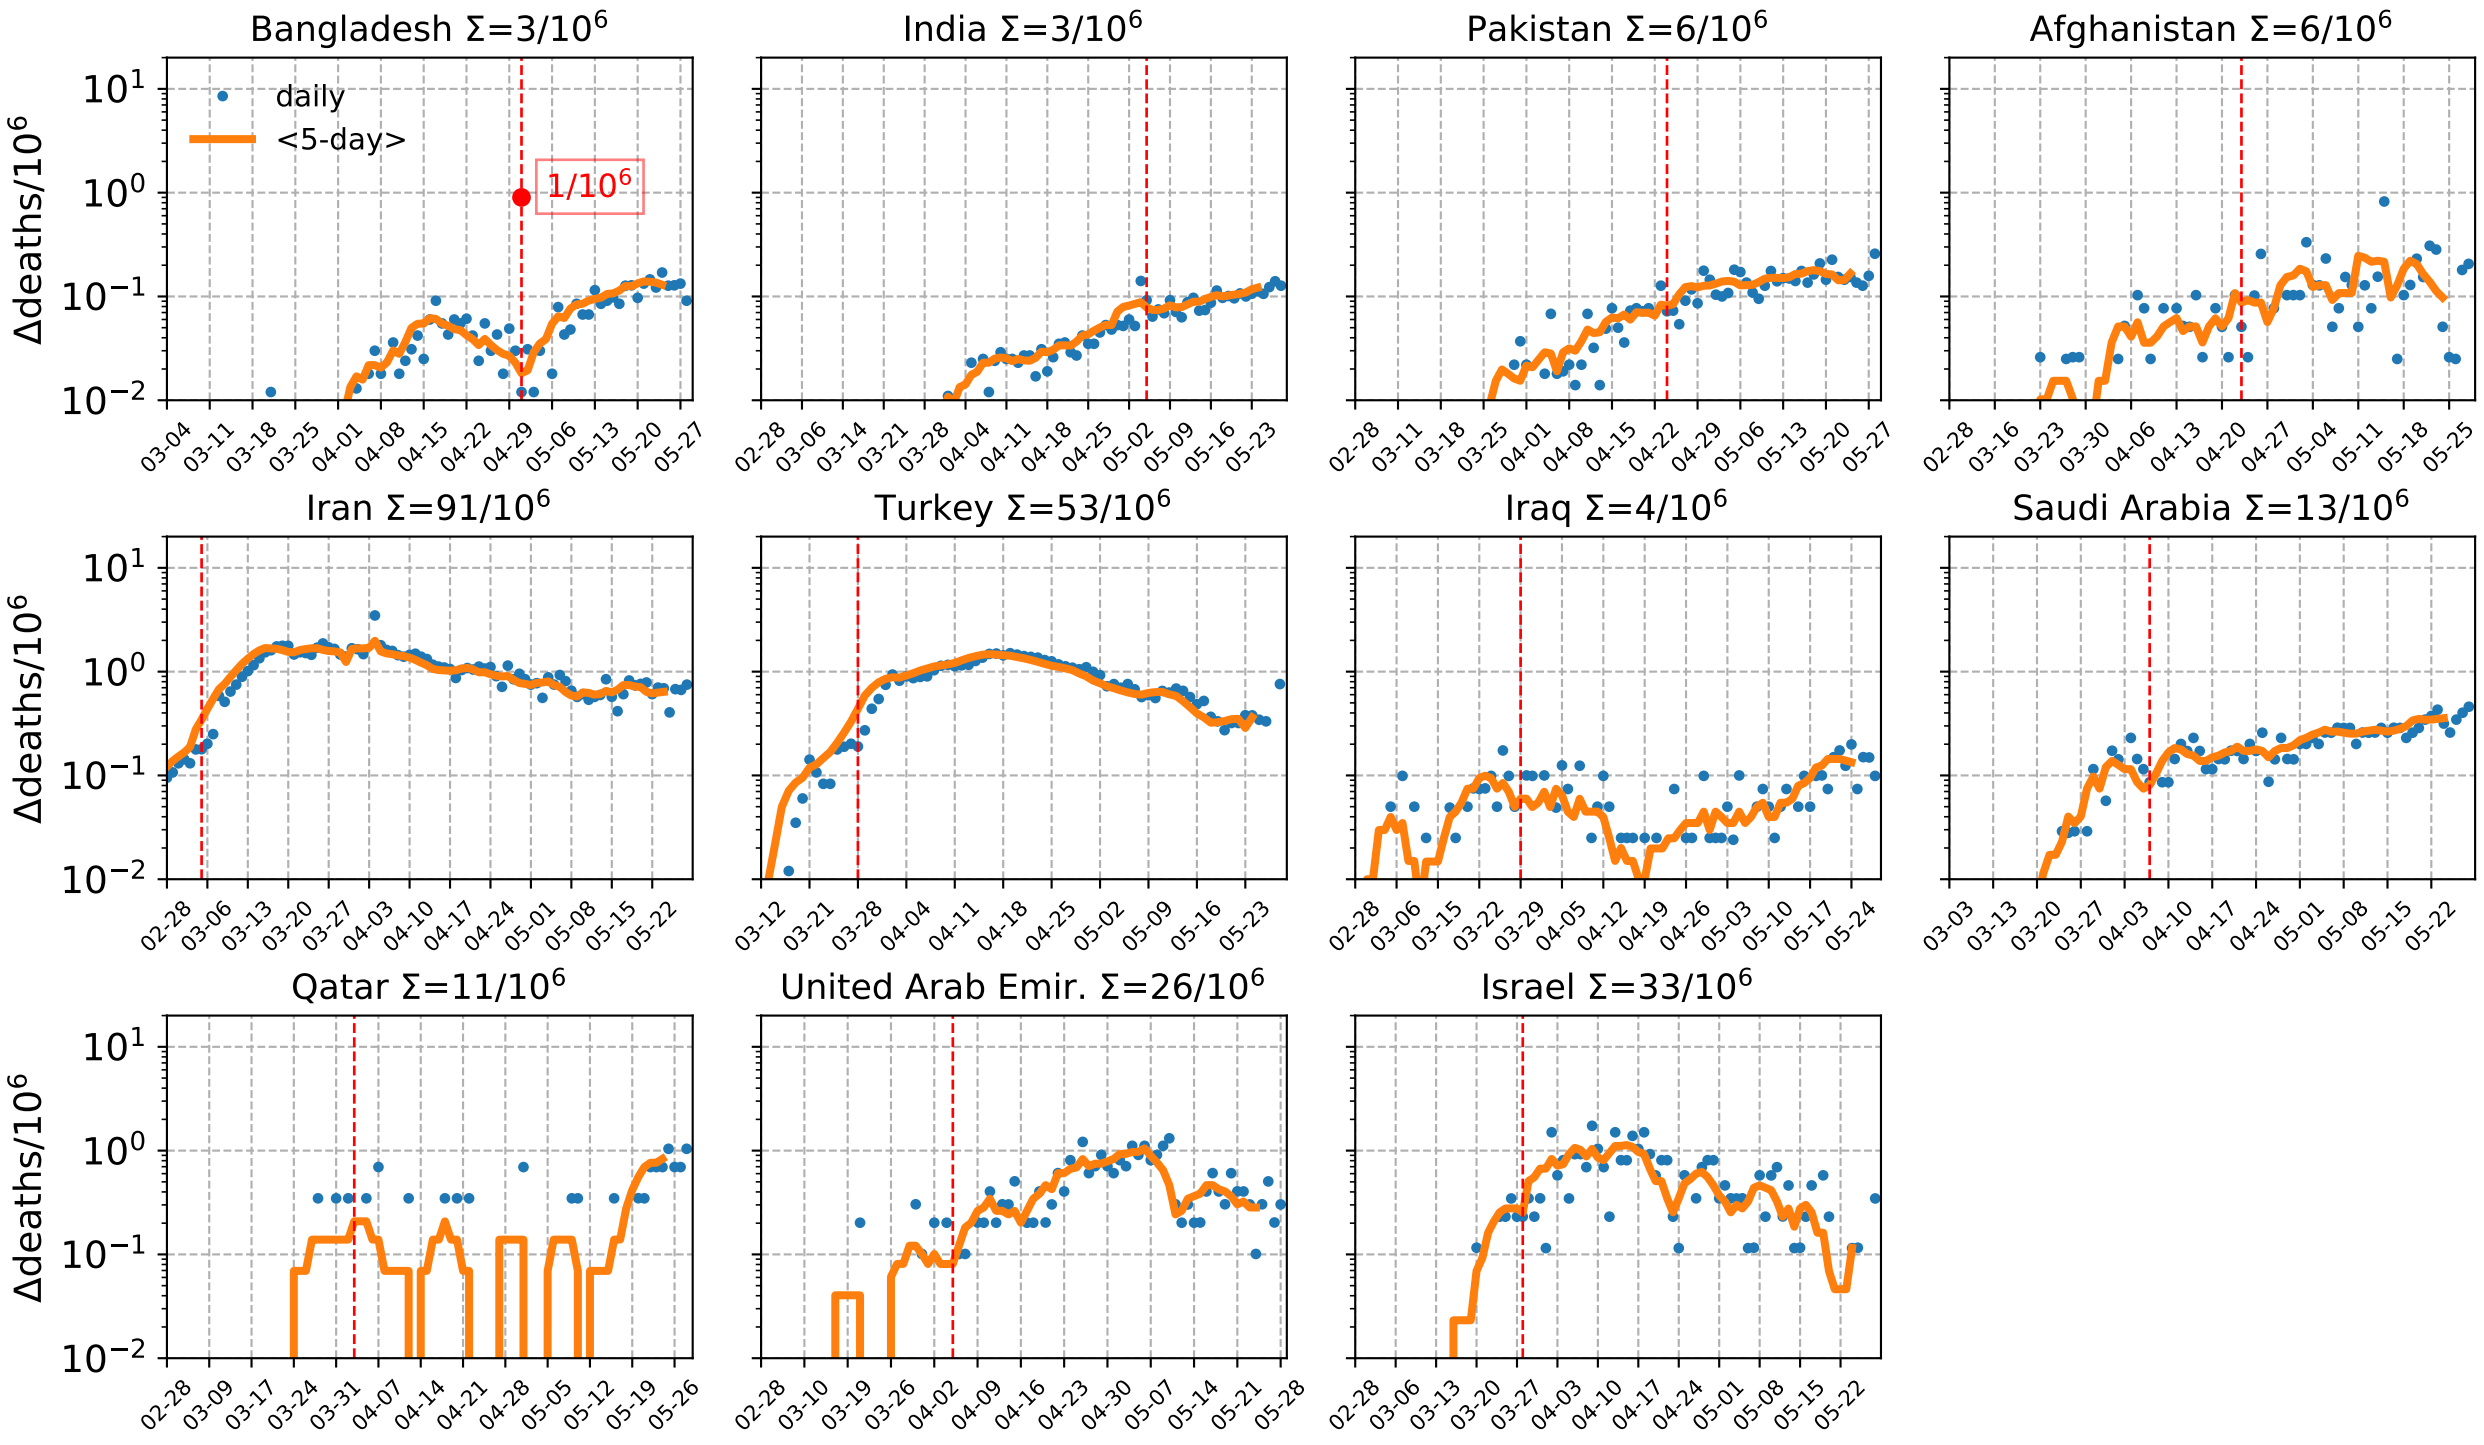 Bangladesh Σ=3/10⁶
India Σ=3/10⁶
Pakistan Σ=6/10⁶
Afghanistan Σ=6/10⁶
Δdeaths/10⁶
10¹
10⁰
10⁻¹
10⁻²
daily
<5-day>
1/10⁶
03-04 03-11 03-18 03-25 04-01 04-08 04-15 04-22 04-29 05-06 05-13 05-20 05-27
02-28 03-06 03-14 03-21 03-28 04-04 04-11 04-18 04-25 05-02 05-09 05-16 05-23
02-28 03-11 03-18 03-25 04-01 04-08 04-15 04-22 04-29 05-06 05-13 05-20 05-27
02-28 03-16 03-23 03-30 04-06 04-13 04-20 04-27 05-04 05-11 05-18 05-25
Iran Σ=91/10⁶
Turkey Σ=53/10⁶
Iraq Σ=4/10⁶
Saudi Arabia Σ=13/10⁶
Δdeaths/10⁶
10¹
10⁰
10⁻¹
10⁻²
02-28 03-06 03-13 03-20 03-27 04-03 04-10 04-17 04-24 05-01 05-08 05-15 05-22
03-12 03-21 03-28 04-04 04-11 04-18 04-25 05-02 05-09 05-16 05-23
02-28 03-06 03-15 03-22 03-29 04-05 04-12 04-19 04-26 05-03 05-10 05-17 05-24
03-03 03-13 03-20 03-27 04-03 04-10 04-17 04-24 05-01 05-08 05-15 05-22
Qatar Σ=11/10⁶
United Arab Emir. Σ=26/10⁶
Israel Σ=33/10⁶
Δdeaths/10⁶
10¹
10⁰
10⁻¹
10⁻²
02-28 03-09 03-17 03-24 03-31 04-07 04-14 04-21 04-28 05-05 05-12 05-19 05-26
02-28 03-10 03-19 03-26 04-02 04-09 04-16 04-23 04-30 05-07 05-14 05-21 05-28
02-28 03-06 03-13 03-20 03-27 04-03 04-10 04-17 04-24 05-01 05-08 05-15 05-22